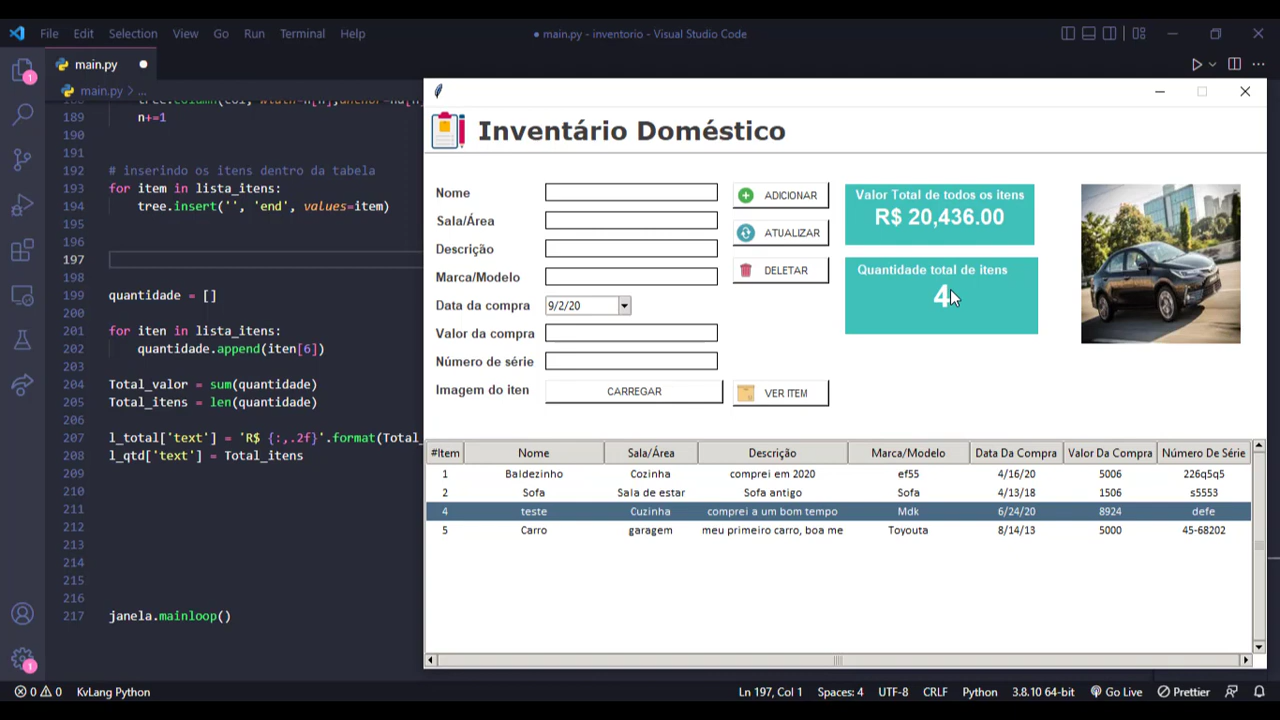 File Edit Selection View Go Run Terminal Help
● main.py - inventorio - Visual Studio Code
main.py
main.py > ...
189 n+=1
190
191
192 # inserindo os itens dentro da tabela
193 for item in lista_itens:
194 tree.insert('', 'end', values=item)
195
196
197
198
199 quantidade = []
200
201 for iten in lista_itens:
202 quantidade.append(iten[6])
203
204 Total_valor = sum(quantidade)
205 Total_itens = len(quantidade)
206
207 l_total['text'] = 'R$ {:,.2f}'.format(Total_
208 l_qtd['text'] = Total_itens
209
210
211
212
213
214
215
216
217 janela.mainloop()
Inventário Doméstico
Nome
Sala/Área
Descrição
Marca/Modelo
Data da compra 9/2/20
Valor da compra
Número de série
Imagem do iten CARREGAR
ADICIONAR
ATUALIZAR
DELETAR
VER ITEM
Valor Total de todos os itens
R$ 20,436.00
Quantidade total de itens
4
#Item Nome Sala/Área Descrição Marca/Modelo Data Da Compra Valor Da Compra Número De Série
1 Baldezinho Cozinha comprei em 2020 ef55 4/16/20 5006 226q5q5
2 Sofa Sala de estar Sofa antigo Sofa 4/13/18 1506 s5553
4 teste Cuzinha comprei a um bom tempo Mdk 6/24/20 8924 defe
5 Carro garagem meu primeiro carro, boa me Toyouta 8/14/13 5000 45-68202
0 0 KvLang Python
Ln 197, Col 1 Spaces: 4 UTF-8 CRLF Python 3.8.10 64-bit Go Live Prettier